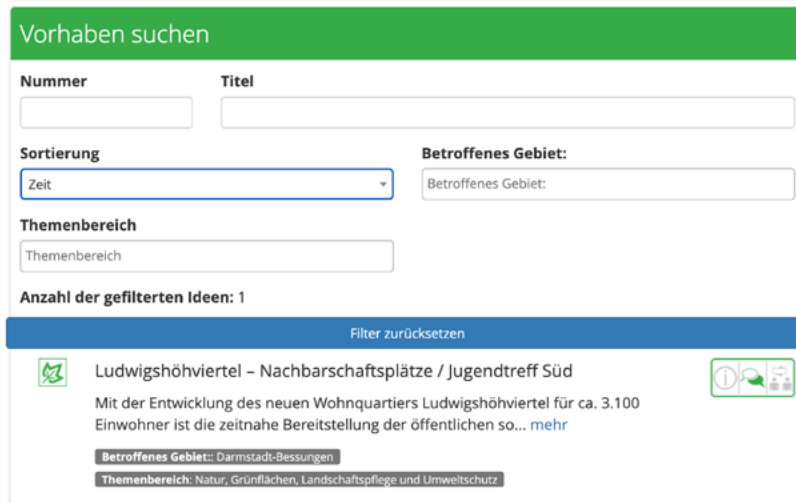 Vorhaben suchen
Nummer Titel
Sortierung Betroffenes Gebiet:
Zeit Betroffenes Gebiet:
Themenbereich
Themenbereich
Anzahl der gefilterten Ideen: 1
Filter zurücksetzen
Ludwigshöhviertel – Nachbarschaftsplätze / Jugendtreff Süd
Mit der Entwicklung des neuen Wohnquartiers Ludwigshöhviertel für ca. 3.100
Einwohner ist die zeitnahe Bereitstellung der öffentlichen so... mehr
Betroffenes Gebiet:: Darmstadt-Bessungen
Themenbereich: Natur, Grünflächen, Landschaftspflege und Umweltschutz